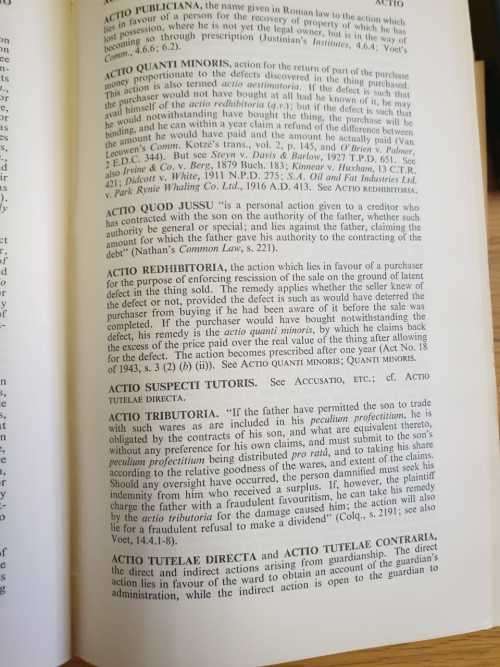 ACTIO
ACTIO PUBLICIANA, the name given in Roman law to the action which
lies in favour of a person for the recovery of property of which he has
lost possession, where he is not yet the legal owner, but is in the way of
becoming so through prescription (Justinian's Institutes, 4.6.4; Voet's
Comm., 4.6.6; 6.2).
ACTIO QUANTI MINORIS, action for the return of part of the purchase
money proportionate to the defects discovered in the thing purchased.
This action is also termed actio aestimatoria. If the defect is such that
the purchaser would not have bought at all had he known of it, he may
avail himself of the actio redhibitoria (q.v.); but if the defect is such that
he would notwithstanding have bought the thing, the purchase will be
binding, and he can within a year claim a refund of the difference between
the amount he would have paid and the amount he actually paid (Van
Leeuwen's Comm. Kotzé's trans., vol. 2, p. 145, and O'Brien v. Palmer,
2 E.D.C. 344). But see Steyn v. Davis & Barlow, 1927 T.P.D. 651. See
also Irvine & Co. v. Berg, 1879 Buch. 183; Kinnear v. Huxham, 13 C.T.R.
421; Didcott v. White, 1911 N.P.D. 275; S.A. Oil and Fat Industries Ltd.
v. Park Rynie Whaling Co. Ltd., 1916 A.D. 413. See ACTIO REDHIBITORIA.
ACTIO QUOD JUSSU "is a personal action given to a creditor who
has contracted with the son on the authority of the father, whether such
authority be general or special; and lies against the father, claiming the
amount for which the father gave his authority to the contracting of the
debt" (Nathan's Common Law, s. 221).
ACTIO REDHIBITORIA, the action which lies in favour of a purchaser
for the purpose of enforcing rescission of the sale on the ground of latent
defect in the thing sold. The remedy applies whether the seller knew of
the defect or not, provided the defect is such as would have deterred the
purchaser from buying if he had been aware of it before the sale was
completed. If the purchaser would have bought notwithstanding the
defect, his remedy is the actio quanti minoris, by which he claims back
the excess of the price paid over the real value of the thing after allowing
for the defect. The action becomes prescribed after one year (Act No. 18
of 1943, s. 3 (2) (b) (ii)). See ACTIO QUANTI MINORIS; QUANTI MINORIS.
ACTIO SUSPECTI TUTORIS. See ACCUSATIO, ETC.; cf. ACTIO
TUTELAE DIRECTA.
ACTIO TRIBUTORIA. "If the father have permitted the son to trade
with such wares as are included in his peculium profectitium, he is
obligated by the contracts of his son, and what are equivalent thereto,
without any preference for his own claims, and must submit to the son's
peculium profectitium being distributed pro ratâ, and to taking his share
according to the relative goodness of the wares, and extent of the claims.
Should any oversight have occurred, the person damnified must seek his
indemnity from him who received a surplus. If, however, the plaintiff
charge the father with a fraudulent favouritism, he can take his remedy
by the actio tributoria for the damage caused him; the action will also
lie for a fraudulent refusal to make a dividend" (Colq., s. 2191; see also
Voet, 14.4.1-8).
ACTIO TUTELAE DIRECTA and ACTIO TUTELAE CONTRARIA,
the direct and indirect actions arising from guardianship. The direct
action lies in favour of the ward to obtain an account of the guardian's
administration, while the indirect action is open to the guardian to